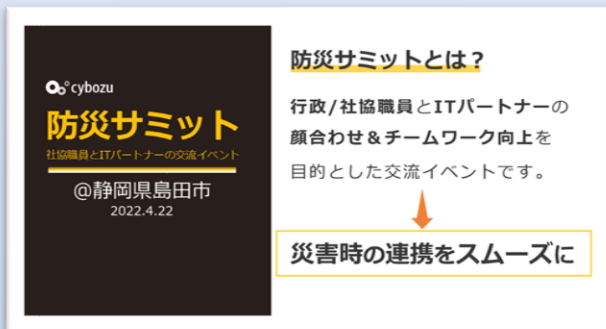 cybozu
防災サミット
社協職員とITパートナーの交流イベント
@静岡県島田市
2022.4.22
防災サミットとは？
行政/社協職員とITパートナーの
顔合わせ＆チームワーク向上を
目的とした交流イベントです。
災害時の連携をスムーズに